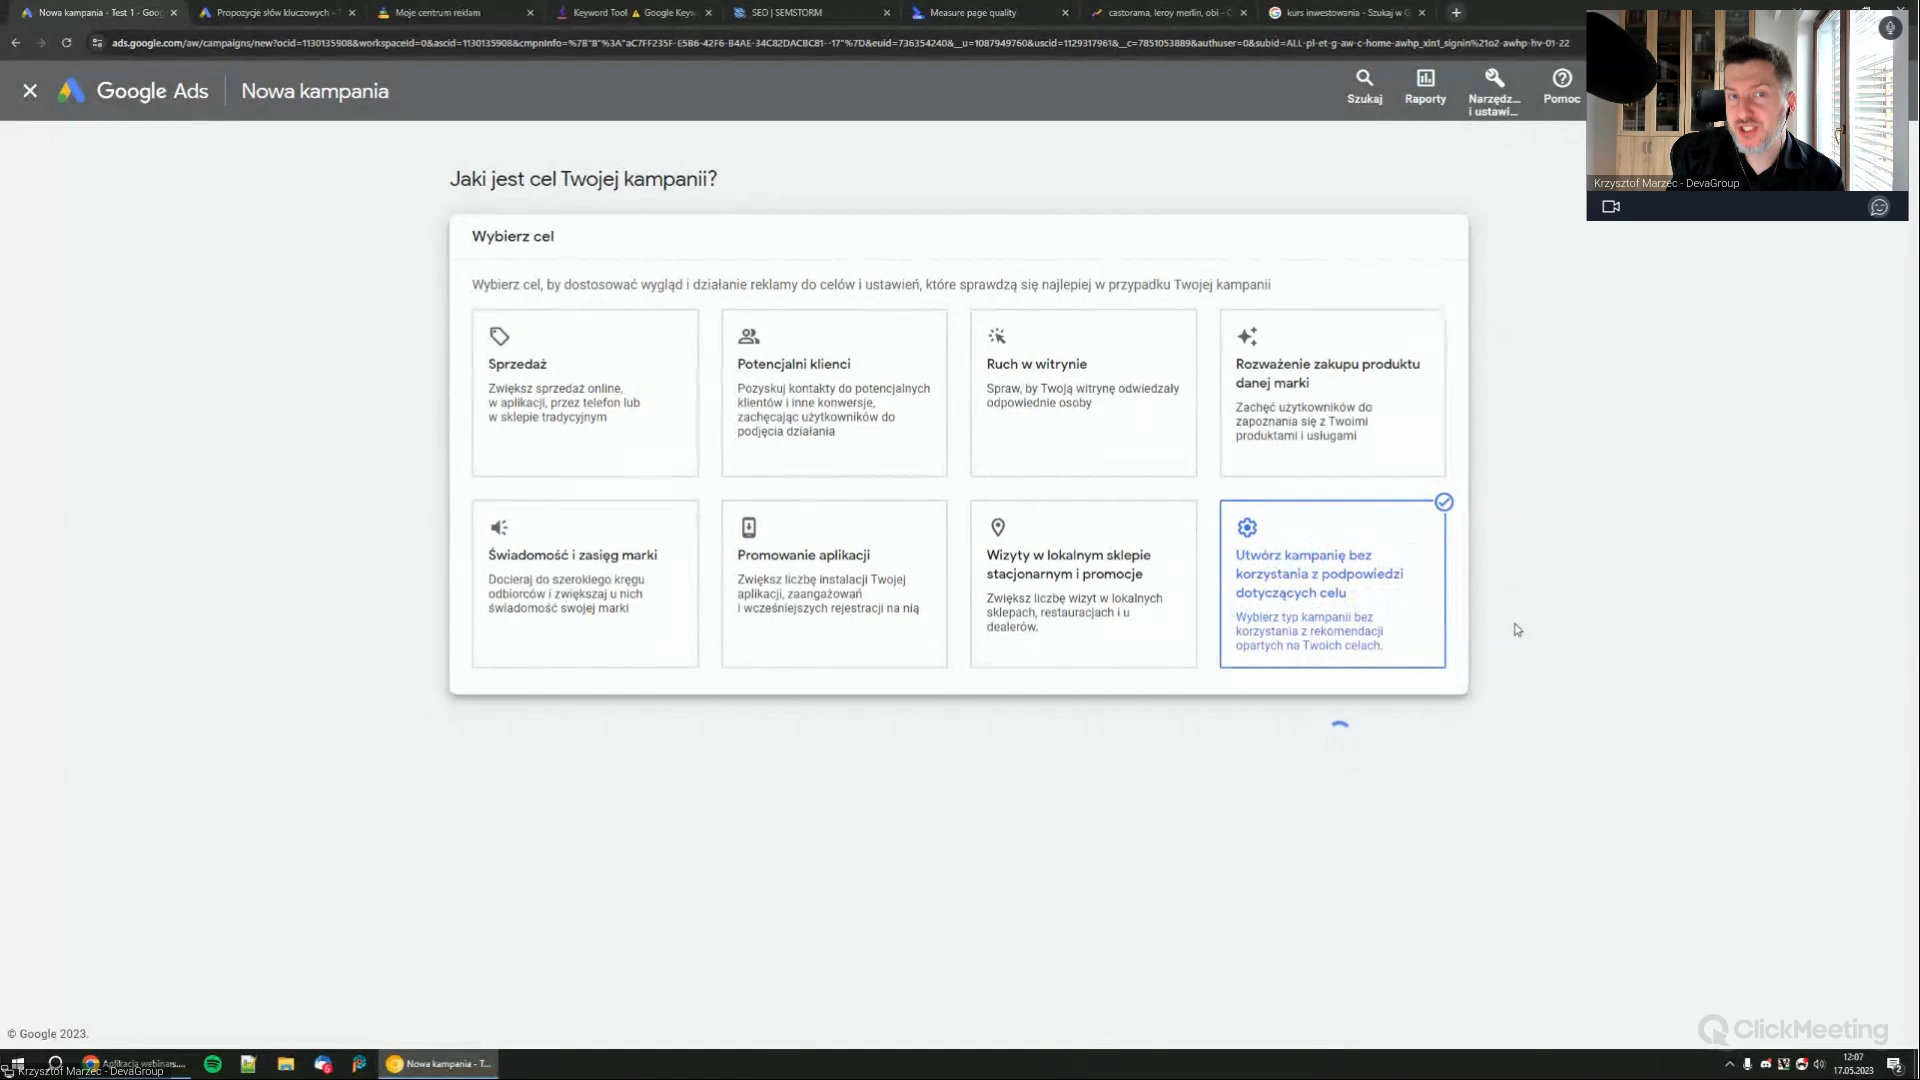 Nowa kampania - Test 1 - Goog
Propozycje słów kluczowych - T
Moje centrum reklam
Keyword Tool ⚠ Google Keyw
SEO | SEMSTORM
Measure page quality
castorama, leroy merlin, obi - O
kurs inwestowania - Szukaj w G
Google Ads
Nowa kampania
Szukaj
Raporty
Narzędz...
i ustawi...
Pomoc
Krzysztof Marzec - DevaGroup
Jaki jest cel Twojej kampanii?
Wybierz cel
Wybierz cel, by dostosować wygląd i działanie reklamy do celów i ustawień, które sprawdzą się najlepiej w przypadku Twojej kampanii
Sprzedaż
Zwiększ sprzedaż online,
w aplikacji, przez telefon lub
w sklepie tradycyjnym
Potencjalni klienci
Pozyskuj kontakty do potencjalnych
klientów i inne konwersje,
zachęcając użytkowników do
podjęcia działania
Ruch w witrynie
Spraw, by Twoją witrynę odwiedzały
odpowiednie osoby
Rozważenie zakupu produktu
danej marki
Zachęć użytkowników do
zapoznania się z Twoimi
produktami i usługami
Świadomość i zasięg marki
Docieraj do szerokiego kręgu
odbiorców i zwiększaj u nich
świadomość swojej marki
Promowanie aplikacji
Zwiększ liczbę instalacji Twojej
aplikacji, zaangażowań
i wcześniejszych rejestracji na nią
Wizyty w lokalnym sklepie
stacjonarnym i promocje
Zwiększ liczbę wizyt w lokalnych
sklepach, restauracjach i u
dealerów.
Utwórz kampanię bez
korzystania z podpowiedzi
dotyczących celu
Wybierz typ kampanii bez
korzystania z rekomendacji
opartych na Twoich celach.
© Google 2023.
ClickMeeting
Aplikacja webinars...
Nowa kampania - T...
Krzysztof Marzec - DevaGroup
12:07
17.05.2023
2